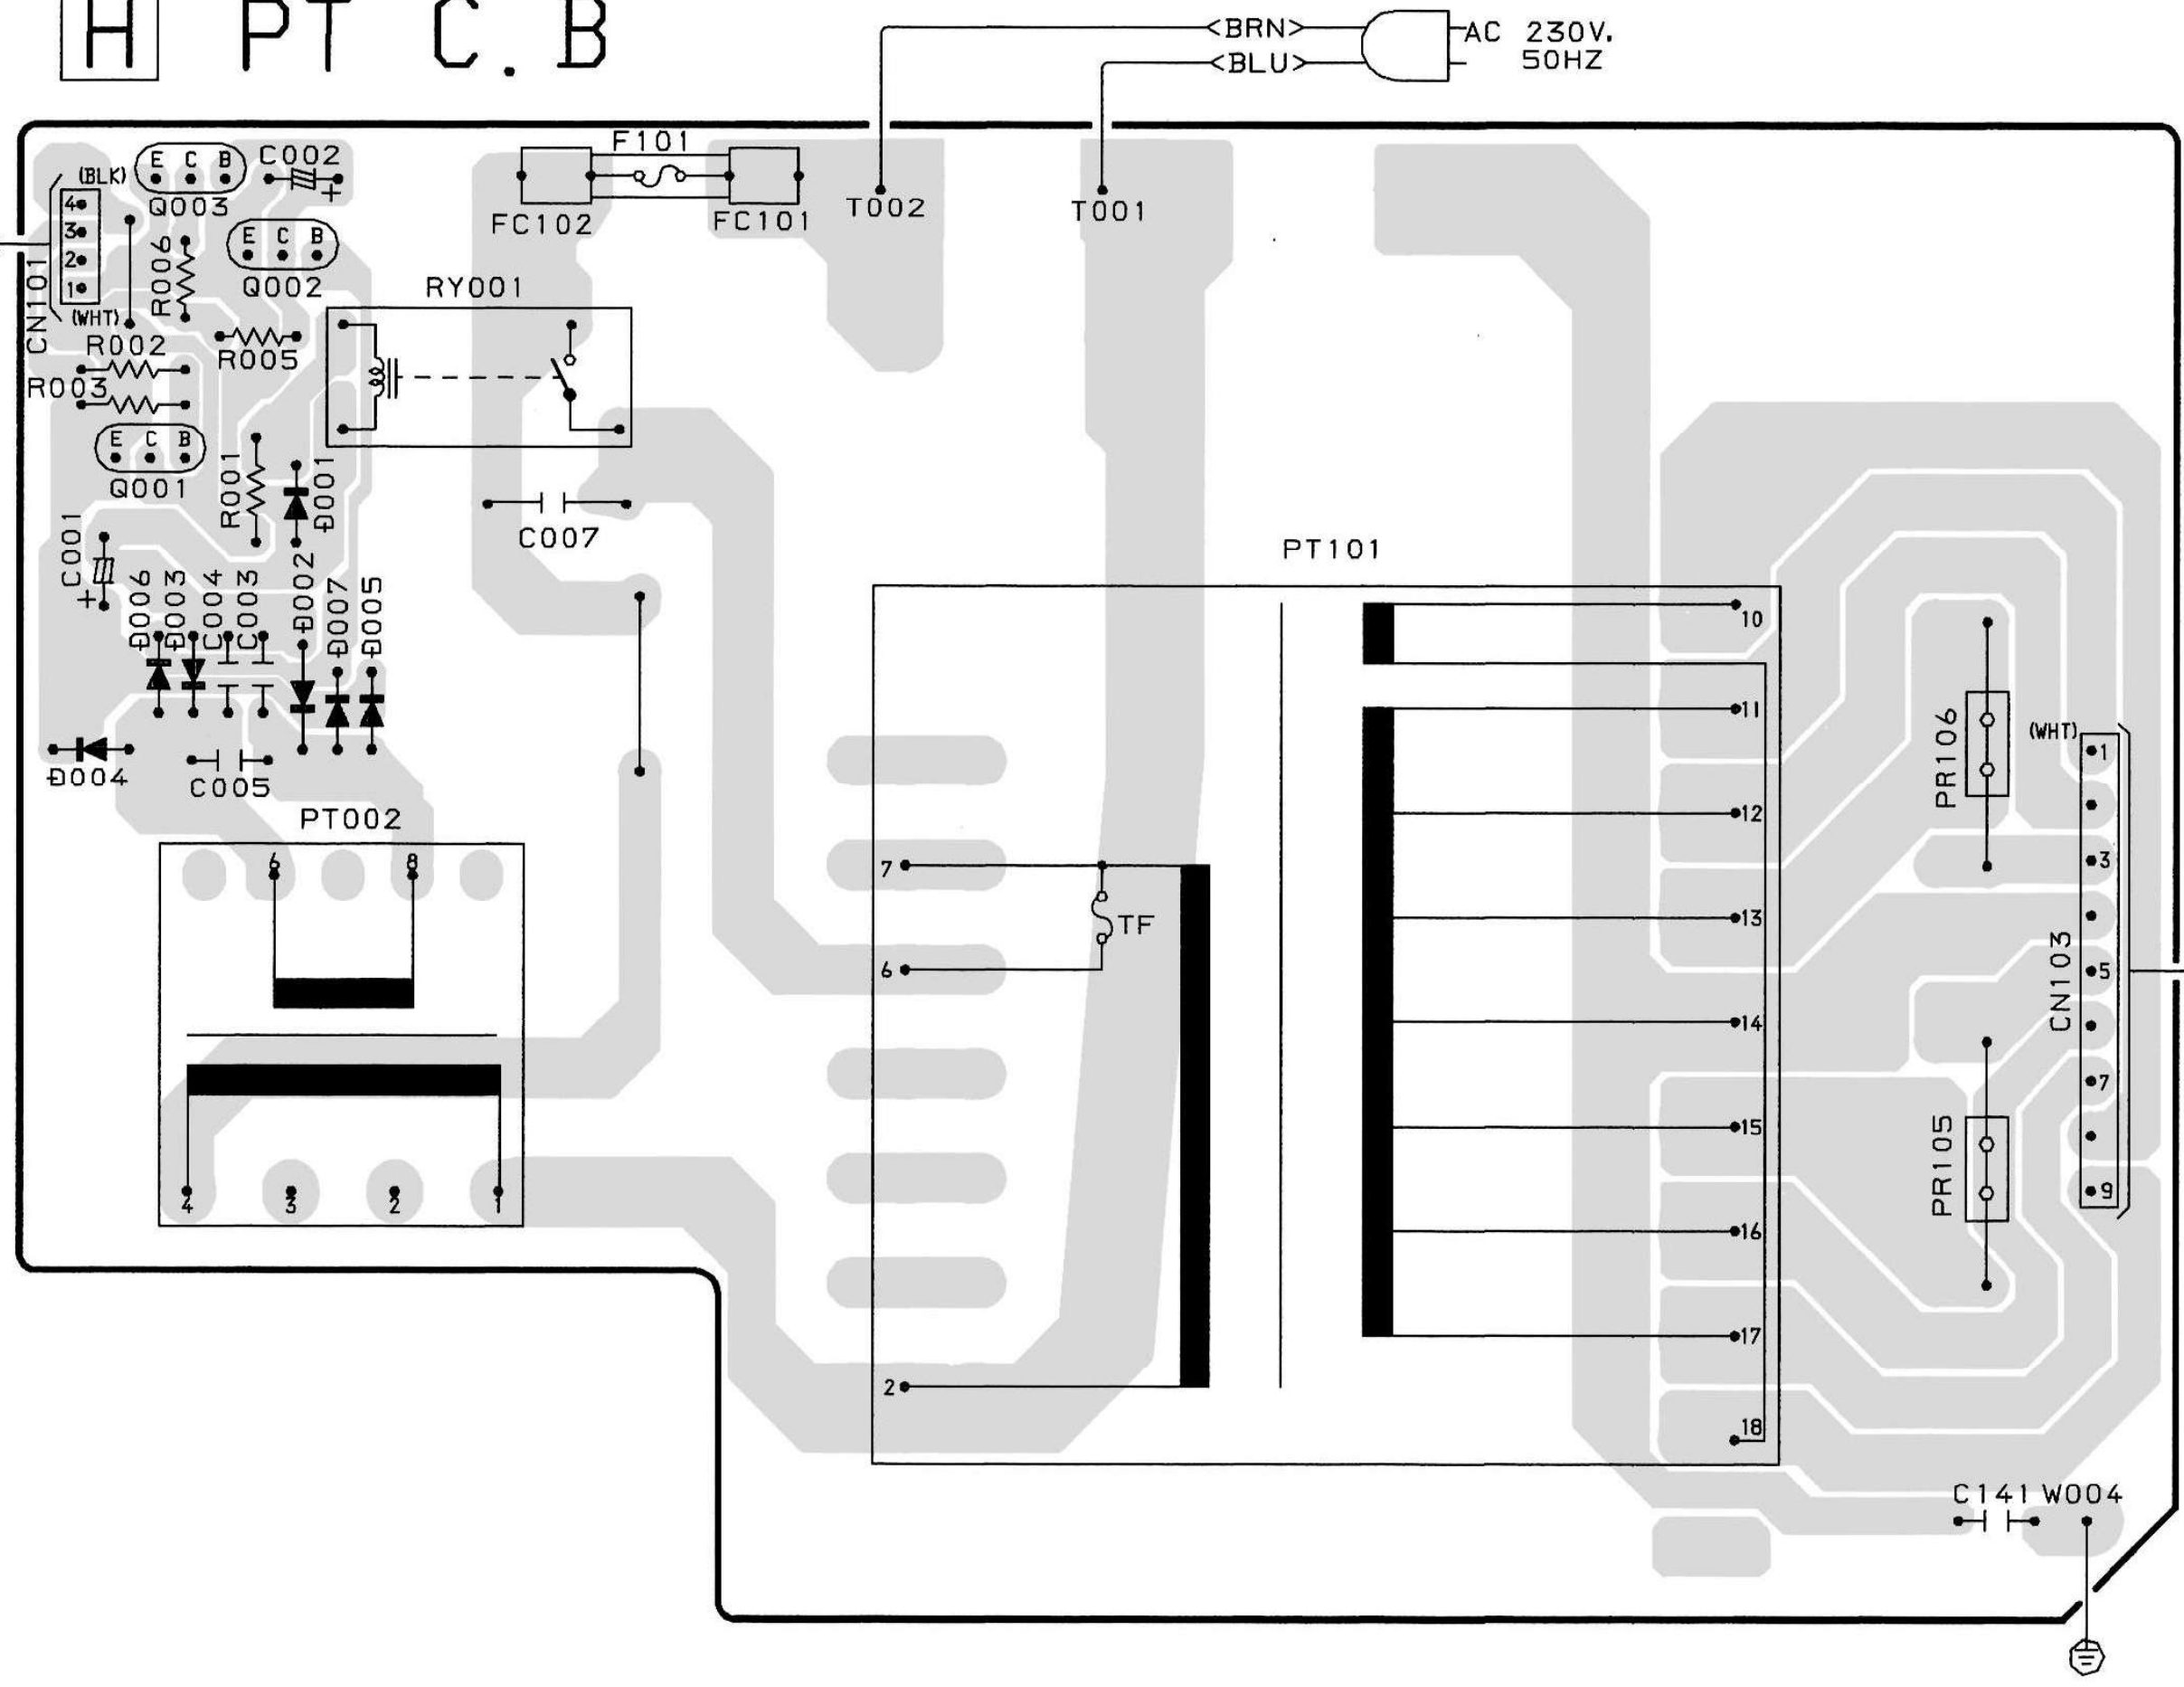 H PT C.B
<BRN> AC 230V.
<BLU> 50HZ
F101
E C B C002
(BLK)
+
4
Q003
T002
T001
FC102 FC101
3
E C B
2
R006
CN101
1
Q002
RY001
(WHT)
R002
R005
R003
E C B
Q001
R001
D001
C007
C001
PT101
+
D006
D003
C004
C003
D002
D007
D005
10
11
PR106
(WHT)
1
D004
C005
PT002
12
6 8
7
3
13
TF
6
CN103
5
14
7
15
PR105
4 3 2 1
9
16
17
2
18
C141 W004